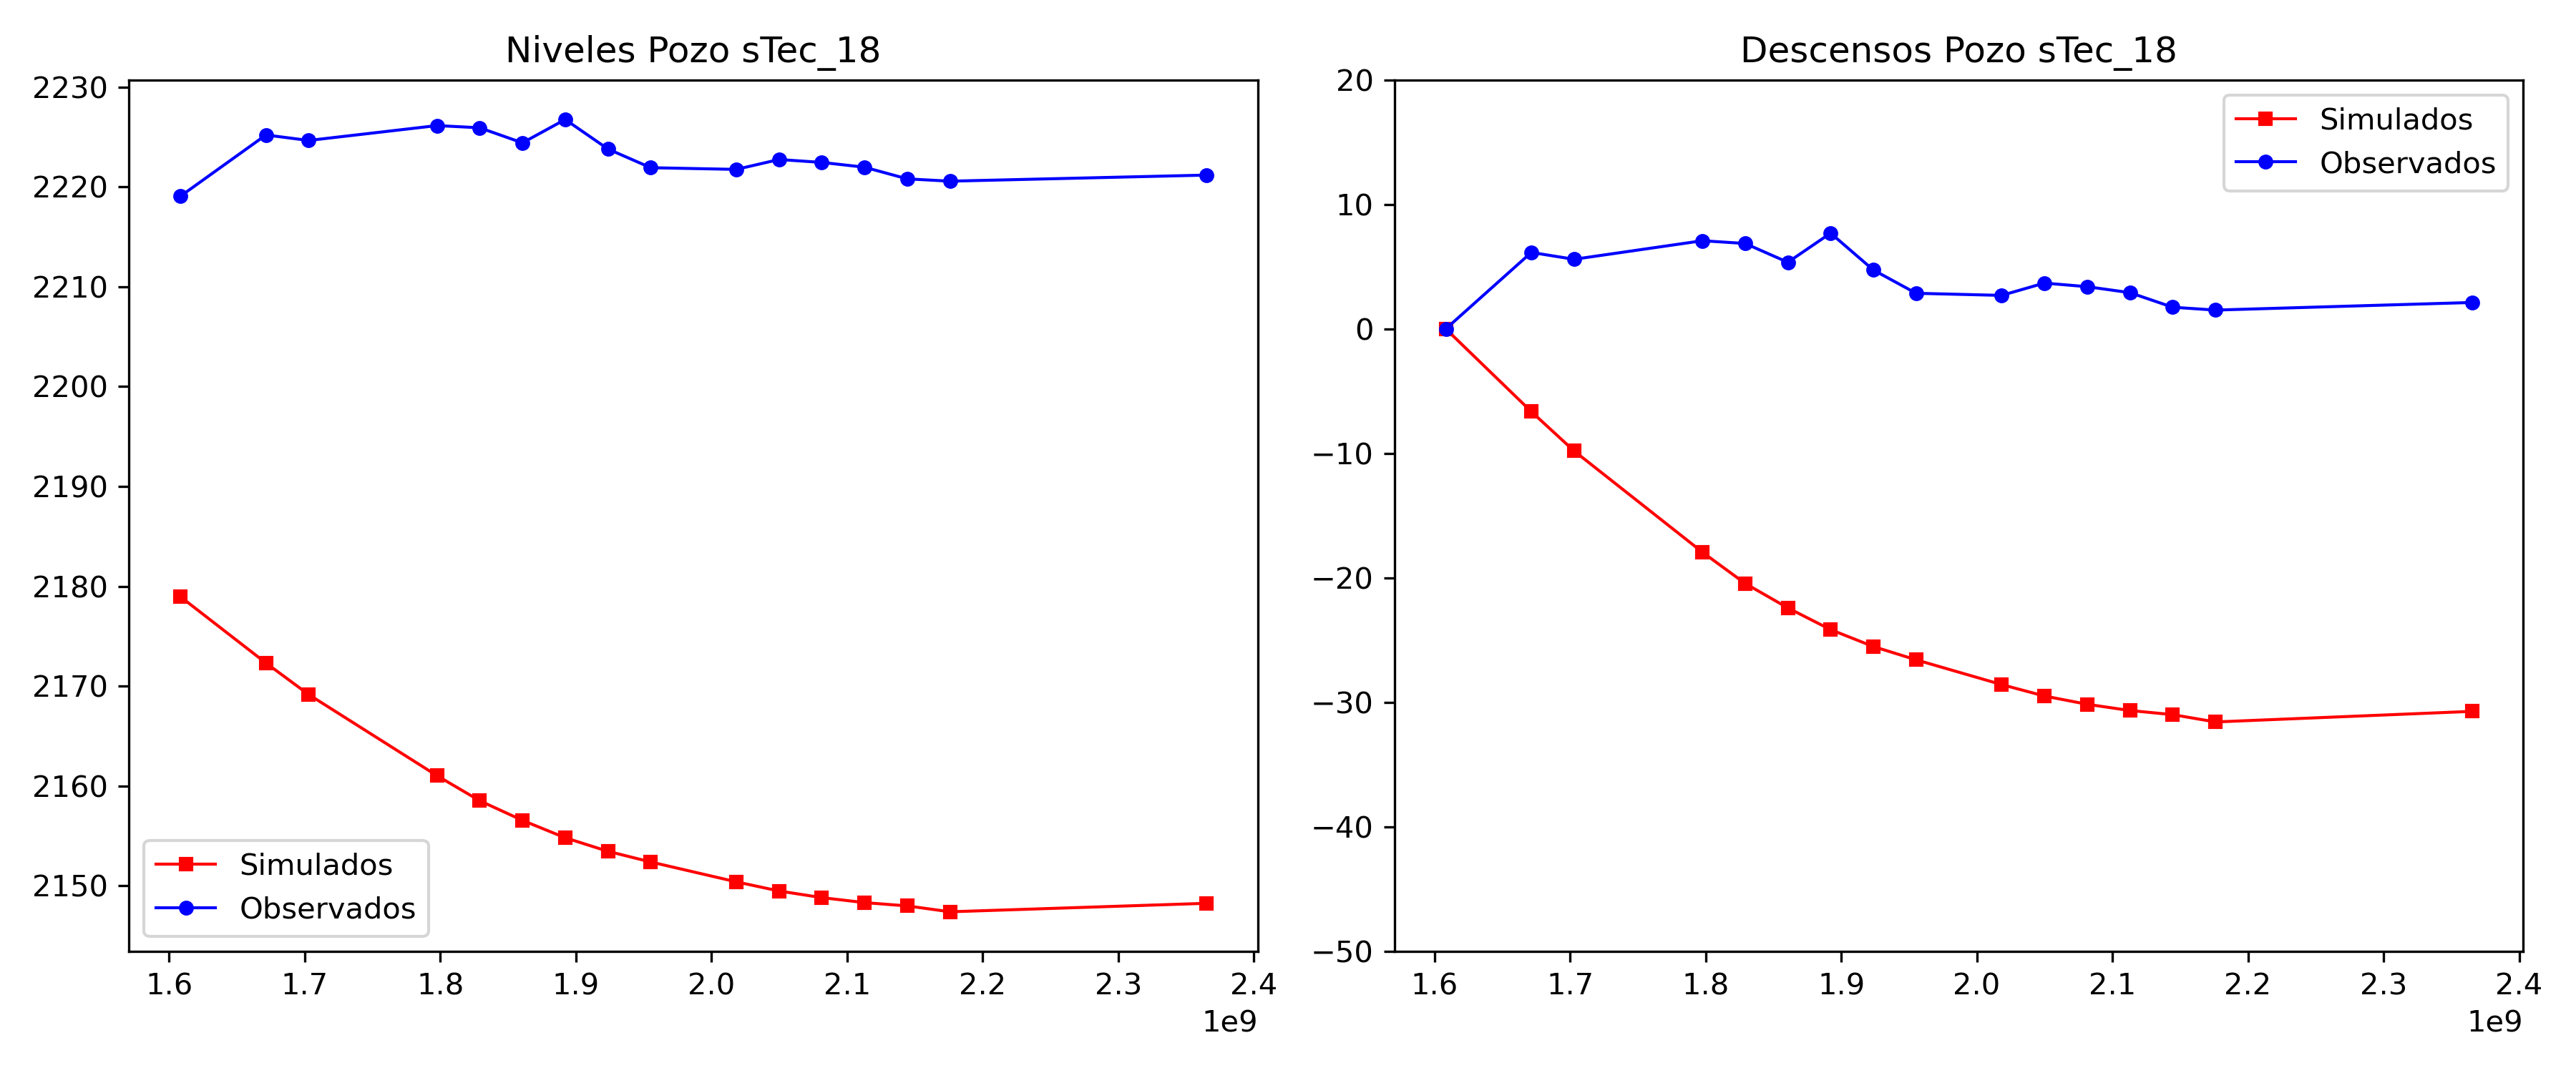 Niveles Pozo sTec_18
2230
2220
2210
2200
2190
2180
2170
2160
2150
Simulados
Observados
1.6 1.7 1.8 1.9 2.0 2.1 2.2 2.3 2.4
1e9
Descensos Pozo sTec_18
20
10
0
−10
−20
−30
−40
−50
Simulados
Observados
1.6 1.7 1.8 1.9 2.0 2.1 2.2 2.3 2.4
1e9